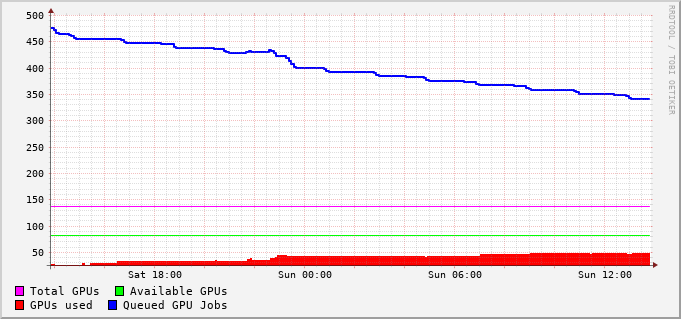 500
450
400
350
300
250
200
150
100
50
Sat 18:00 Sun 00:00 Sun 06:00 Sun 12:00
Total GPUs Available GPUs
GPUs used Queued GPU Jobs
RRDTOOL / TOBI OETIKER